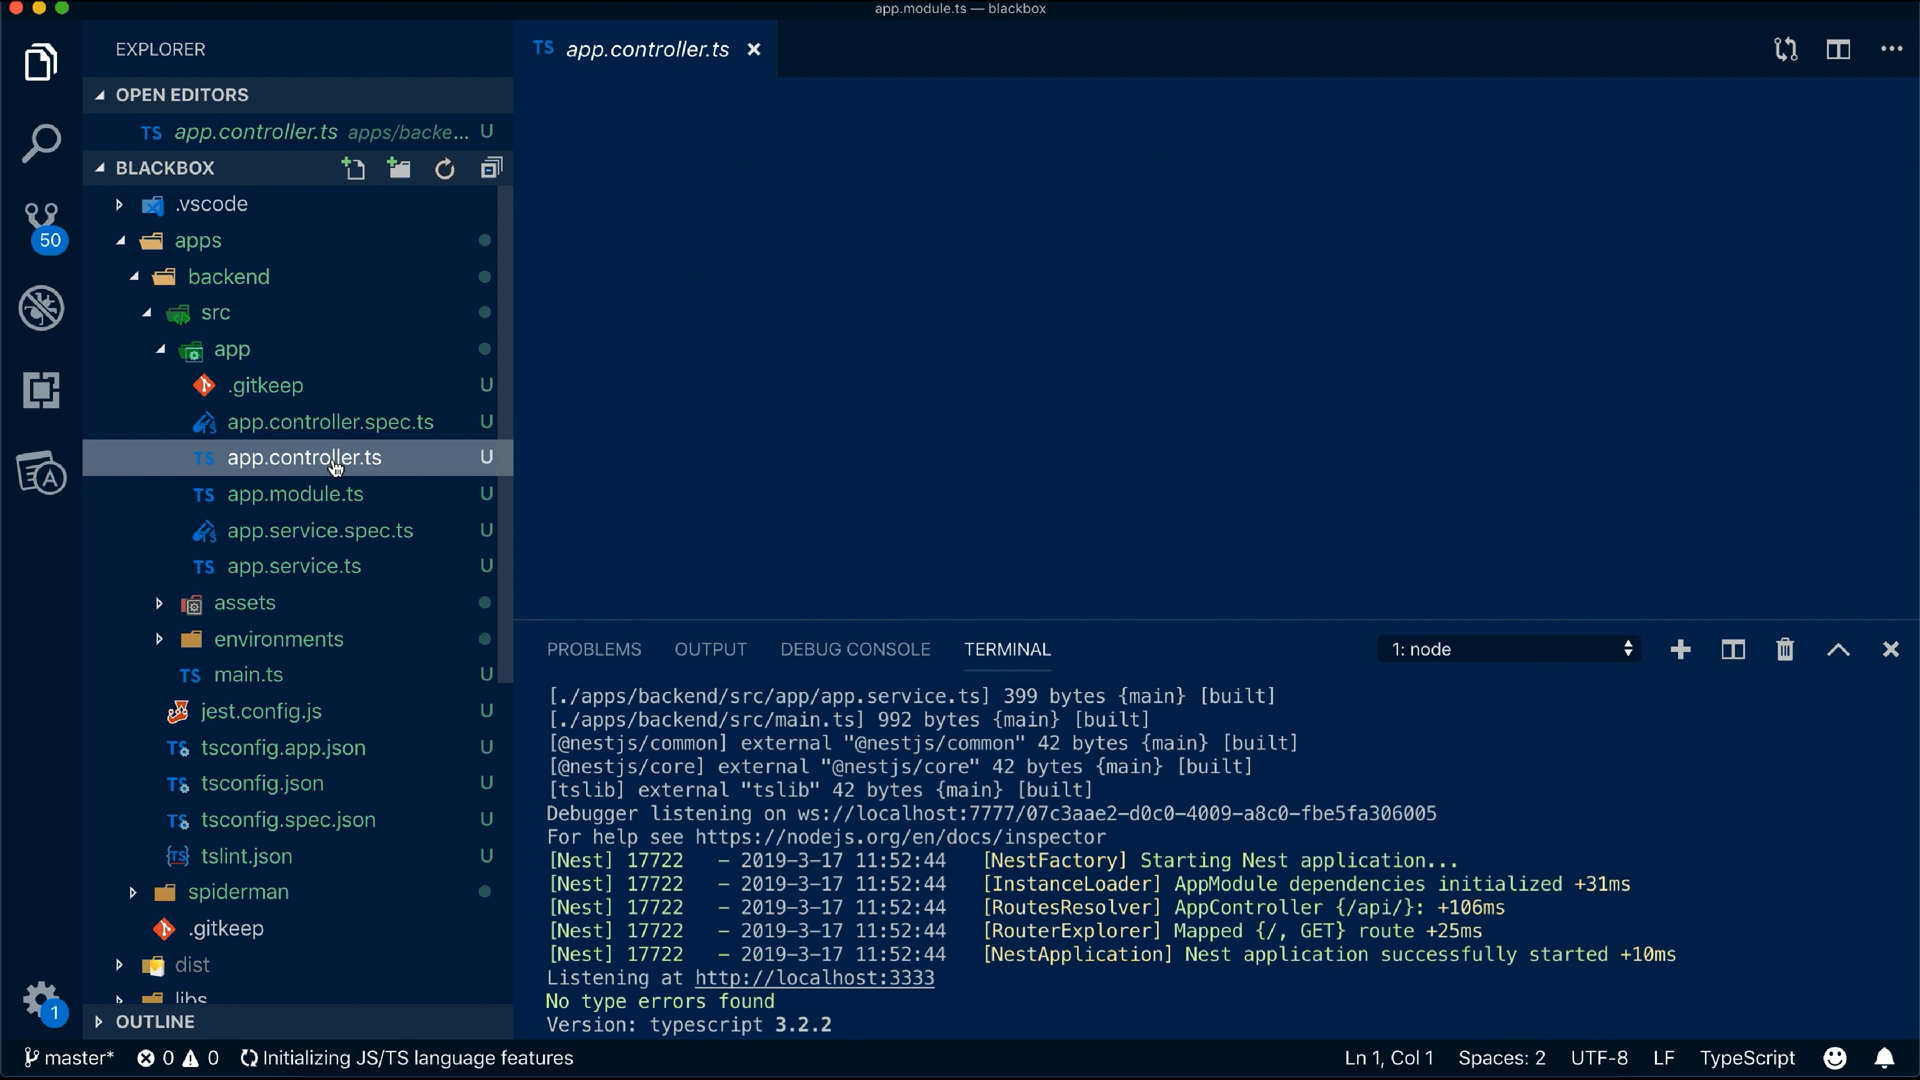 app.module.ts — blackbox
EXPLORER
TS app.controller.ts
OPEN EDITORS
TS app.controller.ts apps/backe... U
BLACKBOX
.vscode
50
apps
backend
src
app
.gitkeep U
app.controller.spec.ts U
TS app.controller.ts U
TS app.module.ts U
app.service.spec.ts U
TS app.service.ts U
assets
environments
TS main.ts U
jest.config.js U
TS tsconfig.app.json U
TS tsconfig.json U
TS tsconfig.spec.json U
TS tslint.json U
spiderman
.gitkeep U
dist
libs
1
OUTLINE
PROBLEMS OUTPUT DEBUG CONSOLE TERMINAL 1: node
[./apps/backend/src/app/app.service.ts] 399 bytes {main} [built]
[./apps/backend/src/main.ts] 992 bytes {main} [built]
[@nestjs/common] external "@nestjs/common" 42 bytes {main} [built]
[@nestjs/core] external "@nestjs/core" 42 bytes {main} [built]
[tslib] external "tslib" 42 bytes {main} [built]
Debugger listening on ws://localhost:7777/07c3aae2-d0c0-4009-a8c0-fbe5fa306005
For help see https://nodejs.org/en/docs/inspector
[Nest] 17722 - 2019-3-17 11:52:44 [NestFactory] Starting Nest application...
[Nest] 17722 - 2019-3-17 11:52:44 [InstanceLoader] AppModule dependencies initialized +31ms
[Nest] 17722 - 2019-3-17 11:52:44 [RoutesResolver] AppController {/api/}: +106ms
[Nest] 17722 - 2019-3-17 11:52:44 [RouterExplorer] Mapped {/, GET} route +25ms
[Nest] 17722 - 2019-3-17 11:52:44 [NestApplication] Nest application successfully started +10ms
Listening at http://localhost:3333
No type errors found
Version: typescript 3.2.2
master* 0 0 Initializing JS/TS language features Ln 1, Col 1 Spaces: 2 UTF-8 LF TypeScript